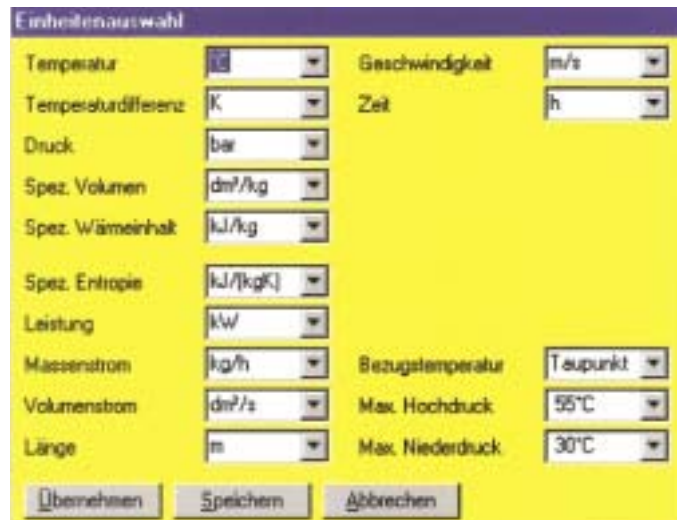 Einheitenauswahl
Temperatur °C Geschwindigkeit m/s
Temperaturdifferenz K Zeit h
Druck bar
Spez. Volumen dm³/kg
Spez. Wärmeinhalt kJ/kg
Spez. Entropie kJ/(kgK)
Leistung kW
Massenstrom kg/h Bezugstemperatur Taupunkt
Volumenstrom dm³/s Max. Hochdruck 55°C
Länge m Max. Niederdruck 30°C
Übernehmen Speichern Abbrechen